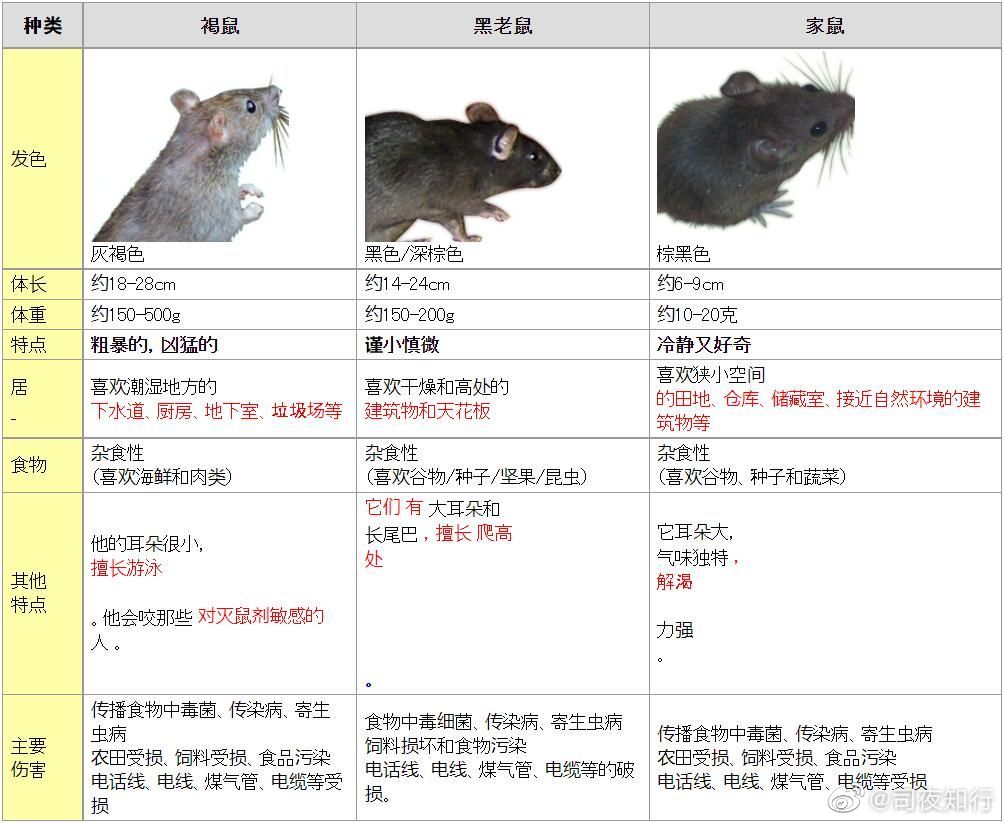 种类
褐鼠
黑老鼠
家鼠
发色
灰褐色
黑色/深棕色
棕黑色
体长
约18-28cm
约14-24cm
约6-9cm
体重
约150-500g
约150-200g
约10-20克
特点
粗暴的, 凶猛的
谨小慎微
冷静又好奇
居
-
喜欢潮湿地方的
下水道、厨房、地下室、垃圾场等
喜欢干燥和高处的
建筑物和天花板
喜欢狭小空间
的田地、仓库、储藏室、接近自然环境的建
筑物等
食物
杂食性
(喜欢海鲜和肉类)
杂食性
(喜欢谷物/种子/坚果/昆虫)
杂食性
(喜欢谷物、种子和蔬菜)
其他
特点
他的耳朵很小,
擅长游泳
。他会咬那些 对灭鼠剂敏感的
人 。
它们 有 大耳朵和
长尾巴 , 擅长 爬高
处
。
它耳朵大,
气味独特 ,
解渴
力强
。
主要
伤害
传播食物中毒菌、传染病、寄生
虫病
农田受损、饲料受损、食品污染
电话线、电线、煤气管、电缆等受
损
食物中毒细菌、传染病、寄生虫病
饲料损坏和食物污染
电话线、电线、煤气管、电缆等的破
损。
传播食物中毒菌、传染病、寄生虫病
农田受损、饲料受损、食品污染
电话线、电线、煤气管、电缆等受损
@司夜知行